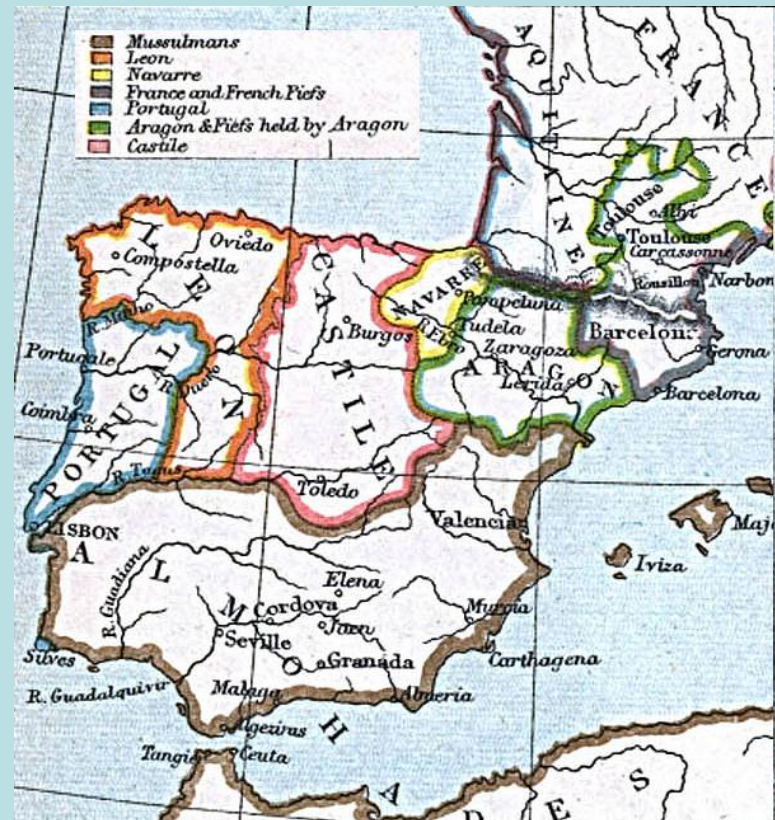 Mussulmans
Leon
Navarre
France and French Fiefs
Portugal
Aragon & Fiefs held by Aragon
Castile
FRANCE
AQUITAINE
Toulouse
Albi
Toulouse
Carcassonne
Narbon
Rousillon
LEON
Oviedo
Compostella
R. Minho
CASTILE
Burgos
NAVARRE
Pampeluna
Tudela
R. Ebro
Zaragoza
ARAGON
Lerida
Barcelona
Gerona
Barcelona
PORTUGAL
Portugale
R. Duero
Coimbra
R. Tagus
LISBON
Toledo
Valencia
Maj
Iviza
ALMOHADES
R. Guadiana
Elena
Cordova
Jaen
Murcia
Seville
Granada
Carthagena
Silves
R. Guadalquivir
Malaga
Almeria
Algeziras
Tangis
Ceuta